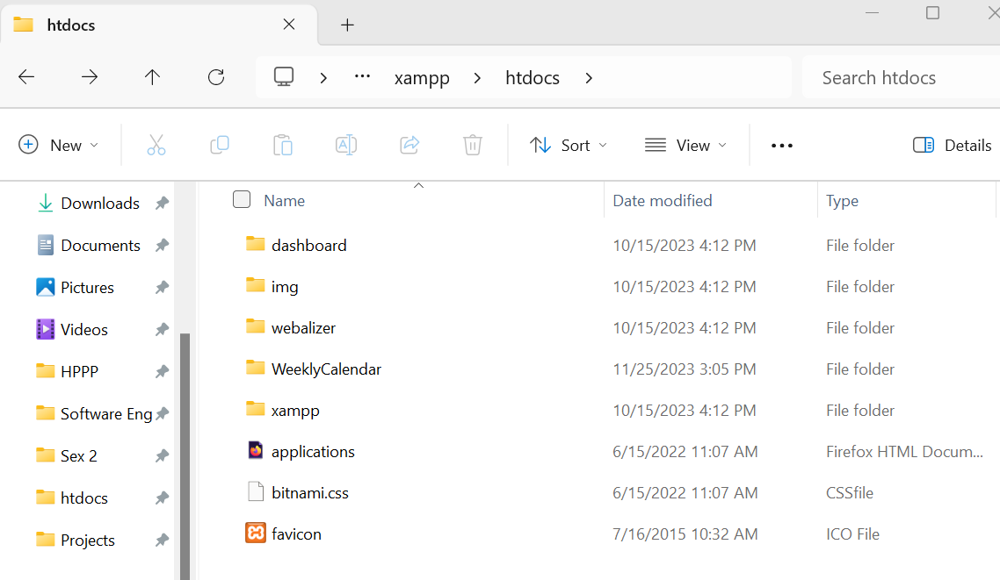 htdocs
xampp htdocs
Search htdocs
New
Sort
View
Details
Downloads
Documents
Pictures
Videos
HPPP
Software Eng
Sex 2
htdocs
Projects
Name Date modified Type
dashboard 10/15/2023 4:12 PM File folder
img 10/15/2023 4:12 PM File folder
webalizer 10/15/2023 4:12 PM File folder
WeeklyCalendar 11/25/2023 3:05 PM File folder
xampp 10/15/2023 4:12 PM File folder
applications 6/15/2022 11:07 AM Firefox HTML Docum...
bitnami.css 6/15/2022 11:07 AM CSSfile
favicon 7/16/2015 10:32 AM ICO File